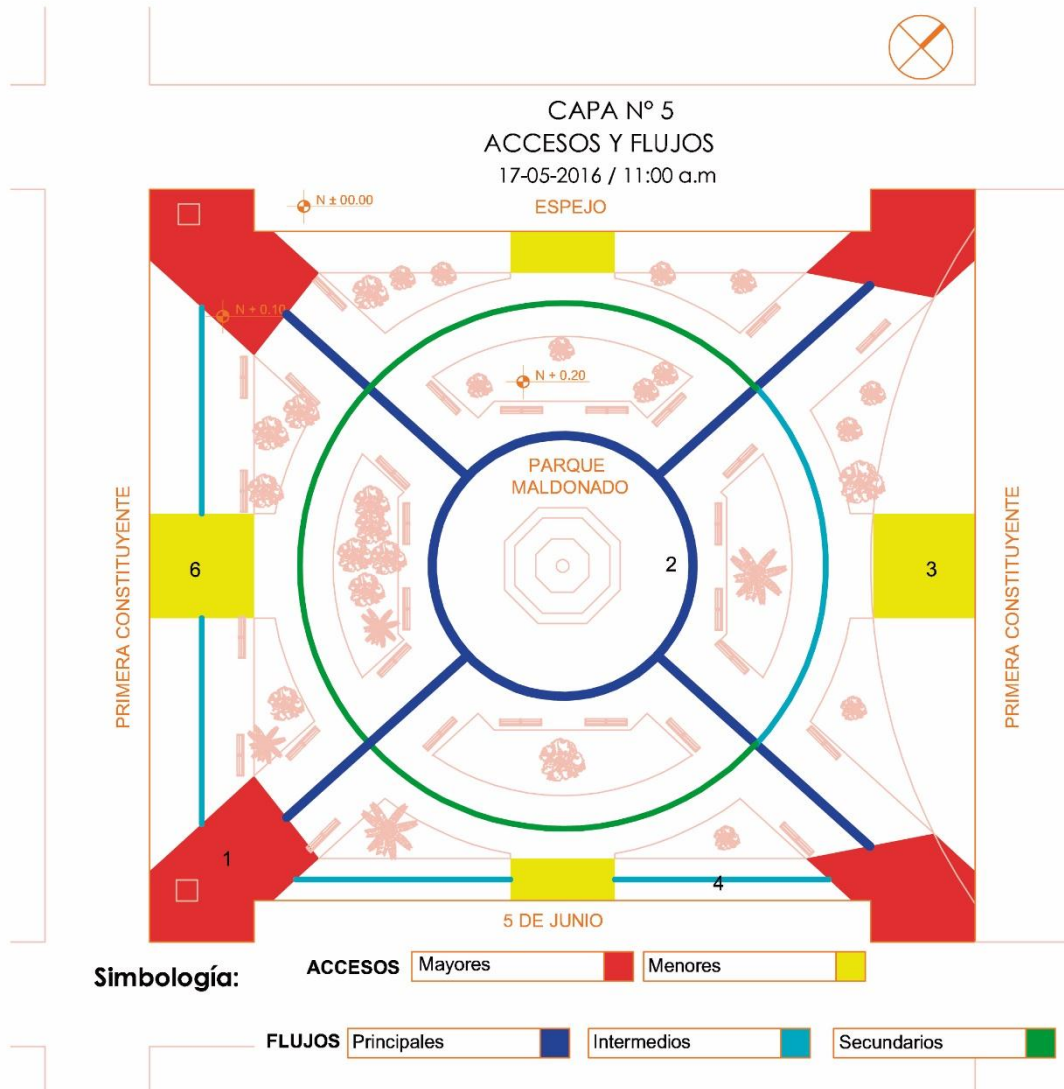 CAPA Nº 5
ACCESOS Y FLUJOS
17-05-2016 / 11:00 a.m
N ± 00.00
ESPEJO
N + 0.10
N + 0.20
PARQUE
MALDONADO
PRIMERA CONSTITUYENTE
6
2
3
PRIMERA CONSTITUYENTE
1
4
5 DE JUNIO
Simbología:
ACCESOS Mayores Menores
FLUJOS Principales Intermedios Secundarios